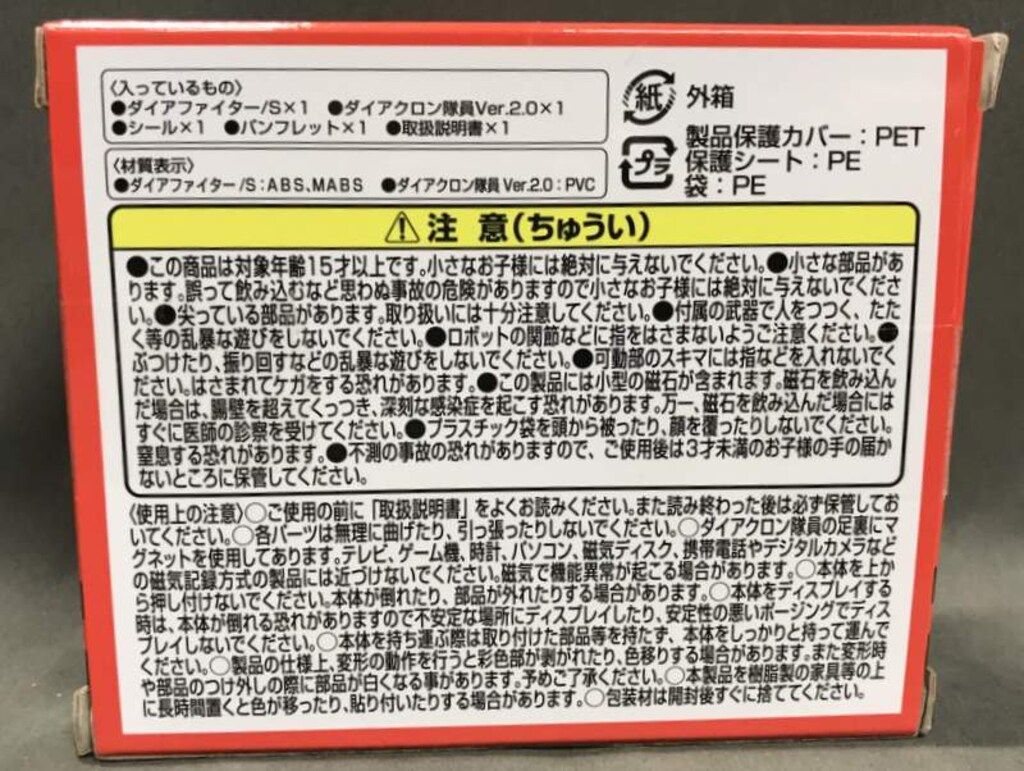 〈入っているもの〉
●ダイアファイター/S×1 ●ダイアクロン隊員Ver.2.0×1
●シール×1 ●パンフレット×1 ●取扱説明書×1
〈材質表示〉
●ダイアファイター/S:ABS,MABS ●ダイアクロン隊員 Ver.2.0:PVC
紙 外箱
プラ 製品保護カバー:PET
保護シート:PE
袋:PE
⚠注 意(ちゅうい)
●この商品は対象年齢15才以上です。小さなお子様には絶対に与えないでください。●小さな部品があ
ります。誤って飲み込むなど思わぬ事故の危険がありますので小さなお子様には絶対に与えないでくださ
い。●尖っている部品があります。取り扱いには十分注意してください。●付属の武器で人をつつく、たた
く等の乱暴な遊びをしないでください。●ロボットの関節などに指をはさまないようご注意ください。●
ぶつけたり、振り回すなどの乱暴な遊びをしないでください。●可動部のスキマには指などを入れないでく
ださい。はさまれてケガをする恐れがあります。●この製品には小型の磁石が含まれます。磁石を飲み込ん
だ場合は、腸壁を超えてくっつき、深刻な感染症を起こす恐れがあります。万一、磁石を飲み込んだ場合には
すぐに医師の診察を受けてください。●プラスチック袋を頭から被ったり、顔を覆ったりしないでください。
窒息する恐れがあります。●不測の事故の恐れがありますので、ご使用後は3才未満のお子様の手の届か
ないところに保管してください。
〈使用上の注意〉○ご使用の前に「取扱説明書」をよくお読みください。また読み終わった後は必ず保管してお
いてください。○各パーツは無理に曲げたり、引っ張ったりしないでください。○ダイアクロン隊員の足裏にマ
グネットを使用してあります。テレビ、ゲーム機、時計、パソコン、磁気ディスク、携帯電話やデジタルカメラなど
の磁気記録方式の製品には近づけないでください。磁気で機能異常が起こる場合があります。○本体を上か
ら押し付けないでください。本体が倒れたり、部品が外れたりする場合があります。○本体をディスプレイする
時は、本体が倒れる恐れがありますので不安定な場所にディスプレイしたり、安定性の悪いポージングでディス
プレイしないでください。○本体を持ち運ぶ際は取り付けた部品等を持たず、本体をしっかりと持って運んで
ください。○製品の仕様上、変形の動作を行うと彩色部が剥がれたり、色移りする場合があります。また変形時
や部品のつけ外しの際に部品が白くなる事があります。予めご了承ください。○本製品を樹脂製の家具等の上
に長時間置くと色が移ったり、貼り付いたりする場合があります。○包装材は開封後すぐに捨ててください。